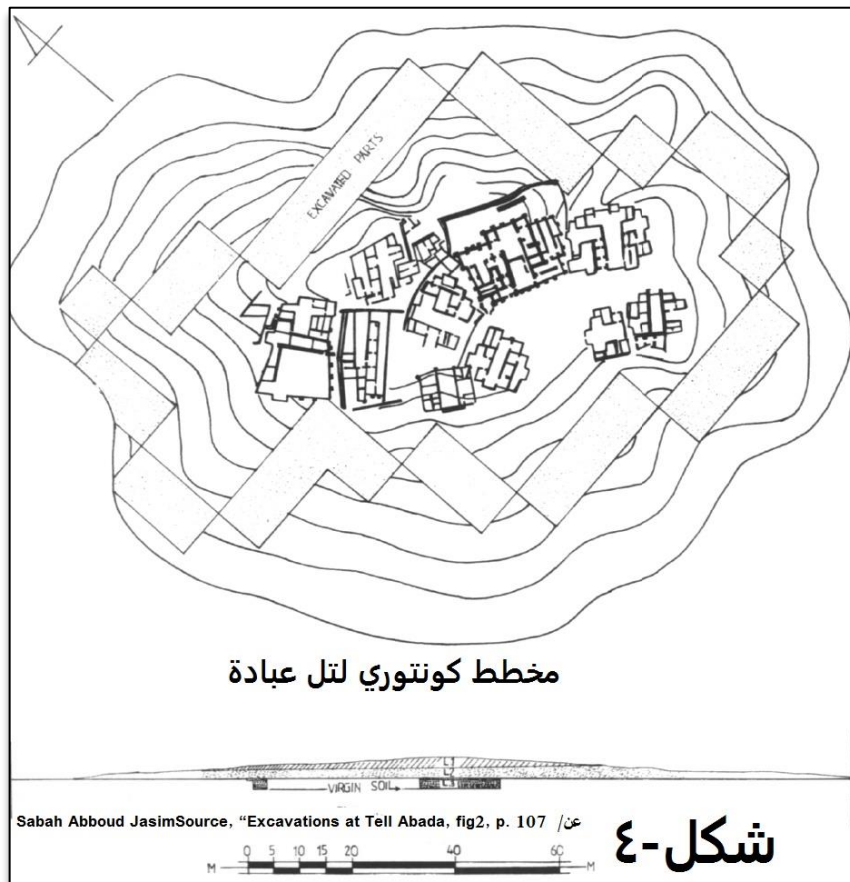 EXCAVATED PARTS
مخطط كونتوري لتل عبادة
VIRGIN SOIL
Sabah Abboud JasimSource, “Excavations at Tell Abada, fig2, p. 107 عن/
شكل-٤
M 0 5 10 15 20 40 60 M